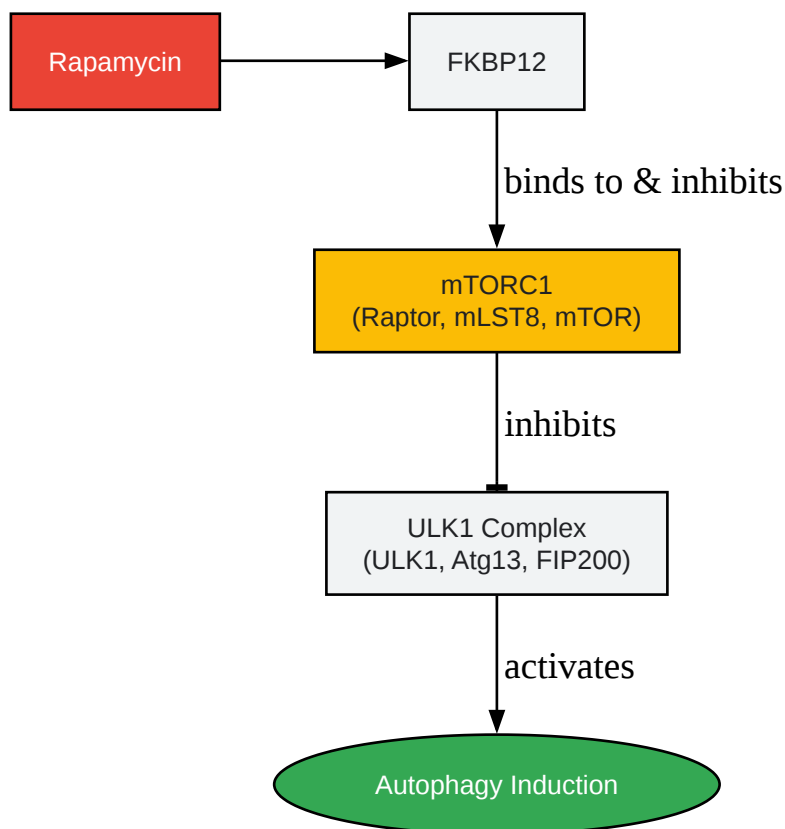 Rapamycin
FKBP12
binds to & inhibits
mTORC1
(Raptor, mLST8, mTOR)
inhibits
ULK1 Complex
(ULK1, Atg13, FIP200)
activates
Autophagy Induction